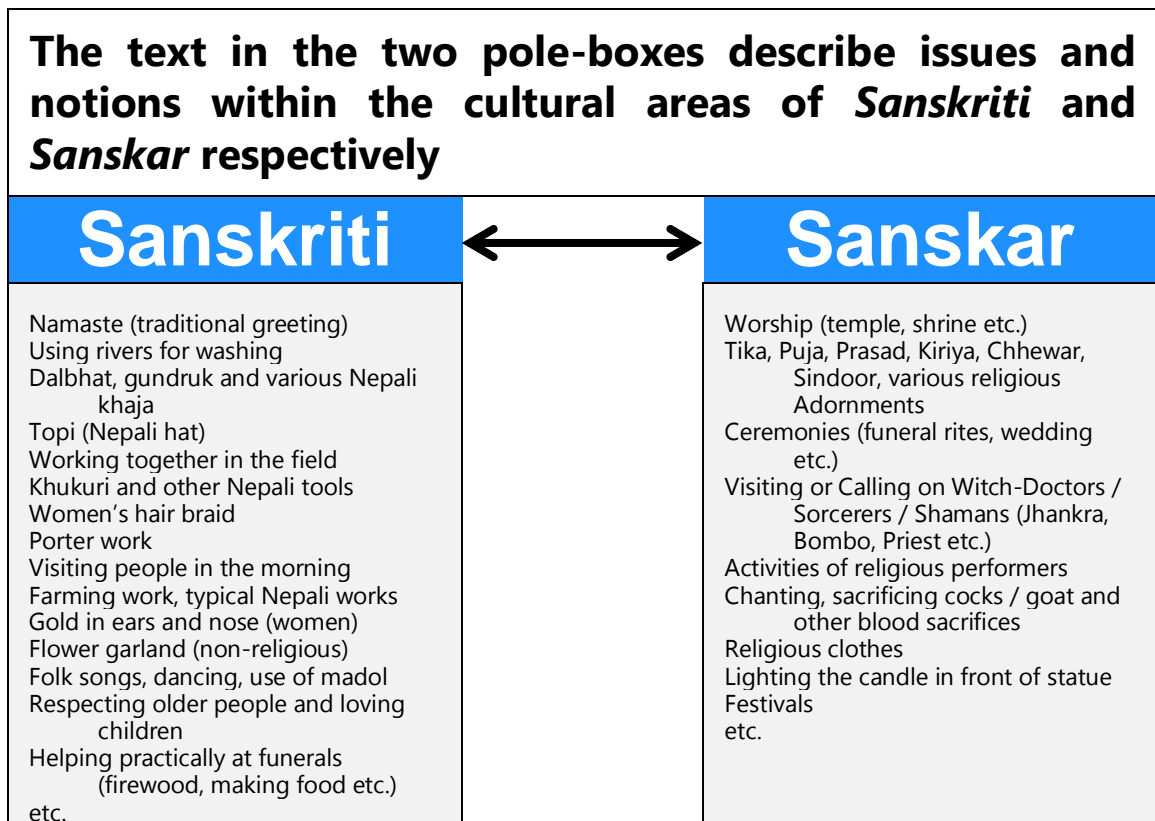 The text in the two pole-boxes describe issues and
notions within the cultural areas of Sanskriti and
Sanskar respectively
Sanskriti
Namaste (traditional greeting)
Using rivers for washing
Dalbhat, gundruk and various Nepali
khaja
Topi (Nepali hat)
Working together in the field
Khukuri and other Nepali tools
Women's hair braid
Porter work
Visiting people in the morning
Farming work, typical Nepali works
Gold in ears and nose (women)
Flower garland (non-religious)
Folk songs, dancing, use of madol
Respecting older people and loving
children
Helping practically at funerals
(firewood, making food etc.)
etc.
Sanskar
Worship (temple, shrine etc.)
Tika, Puja, Prasad, Kiriya, Chhewar,
Sindoor, various religious
Adornments
Ceremonies (funeral rites, wedding
etc.)
Visiting or Calling on Witch-Doctors /
Sorcerers / Shamans (Jhankra,
Bombo, Priest etc.)
Activities of religious performers
Chanting, sacrificing cocks / goat and
other blood sacrifices
Religious clothes
Lighting the candle in front of statue
Festivals
etc.